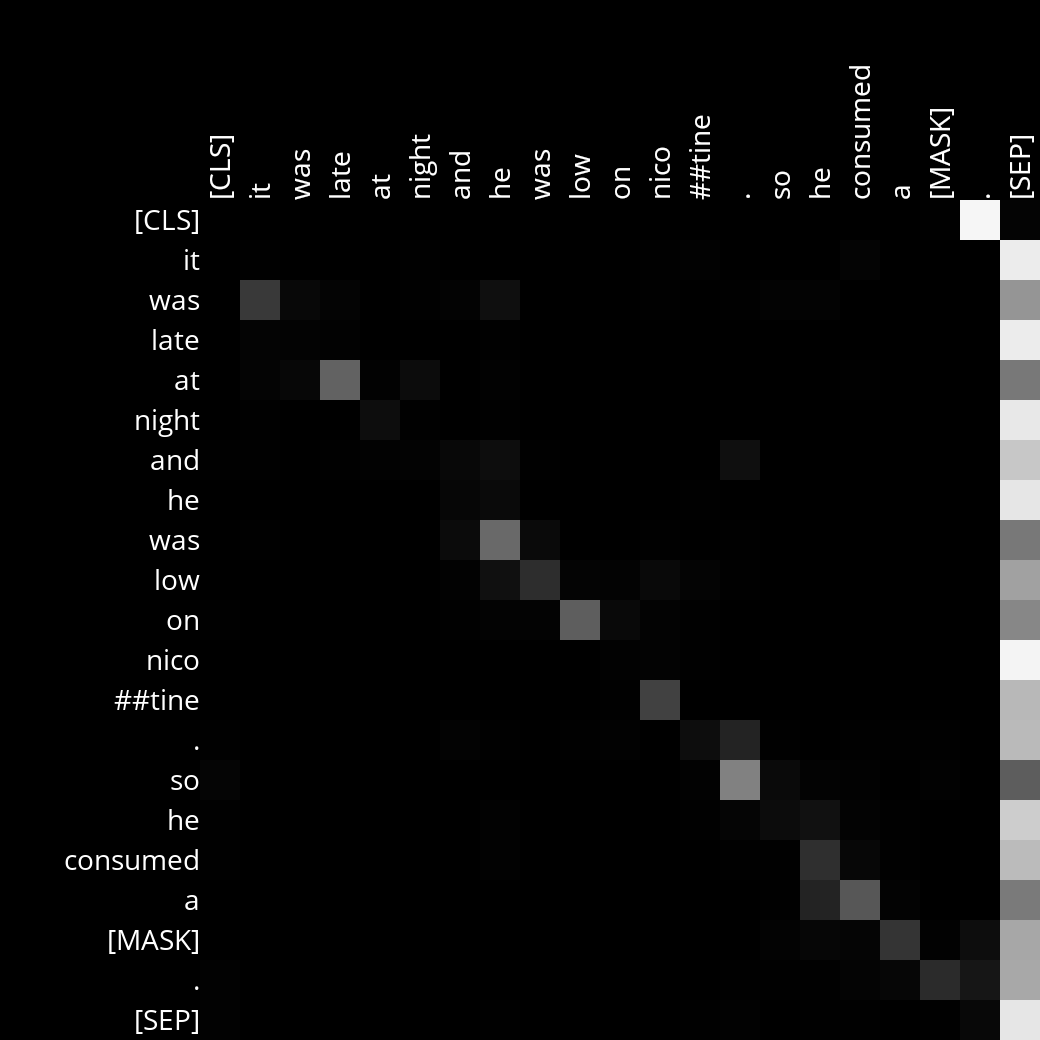 [CLS] it was late at night and he was low on nico ##tine . so he consumed a [MASK] . [SEP]
[CLS]
it
was
late
at
night
and
he
was
low
on
nico
##tine
.
so
he
consumed
a
[MASK]
.
[SEP]